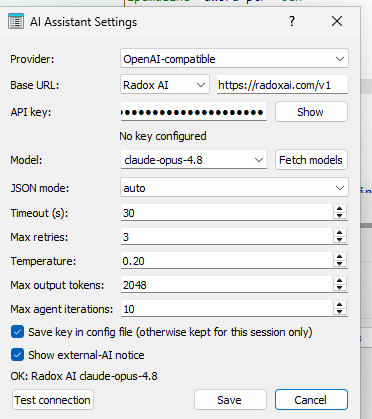 AI Assistant Settings
Provider: OpenAI-compatible
Base URL: Radox AI https://radoxai.com/v1
API key: ●●●●●●●●●●●●●●●●●●●● Show
No key configured
Model: claude-opus-4.8 Fetch models
JSON mode: auto
Timeout (s): 30
Max retries: 3
Temperature: 0.20
Max output tokens: 2048
Max agent iterations: 10
Save key in config file (otherwise kept for this session only)
Show external-AI notice
OK: Radox AI claude-opus-4.8
Test connection Save Cancel